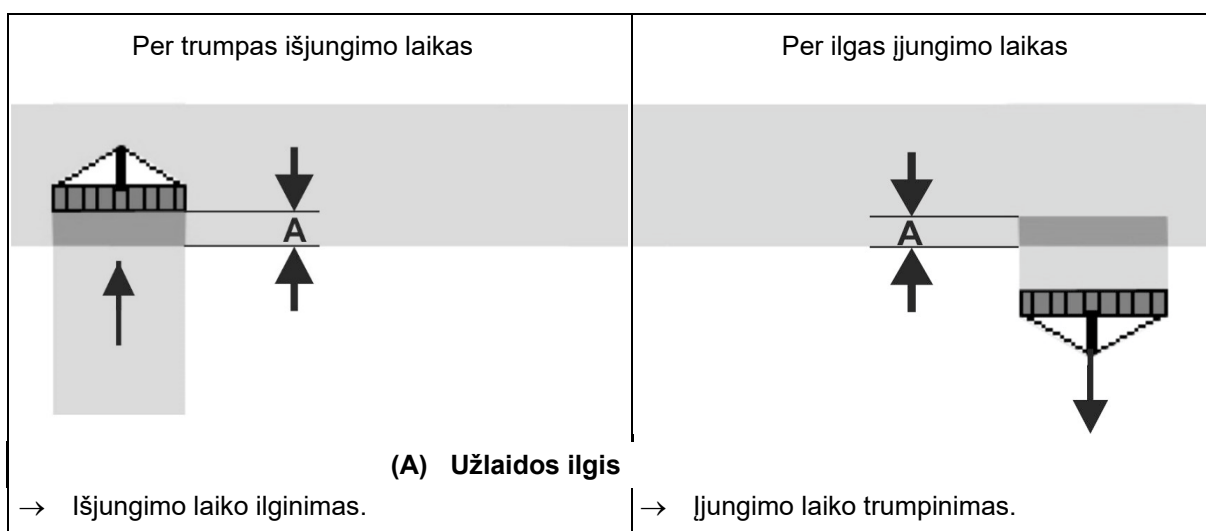 Per trumpas išjungimo laikas
Per ilgas įjungimo laikas
A
A
(A) Užlaidos ilgis
→ Išjungimo laiko ilginimas.
→ Įjungimo laiko trumpinimas.